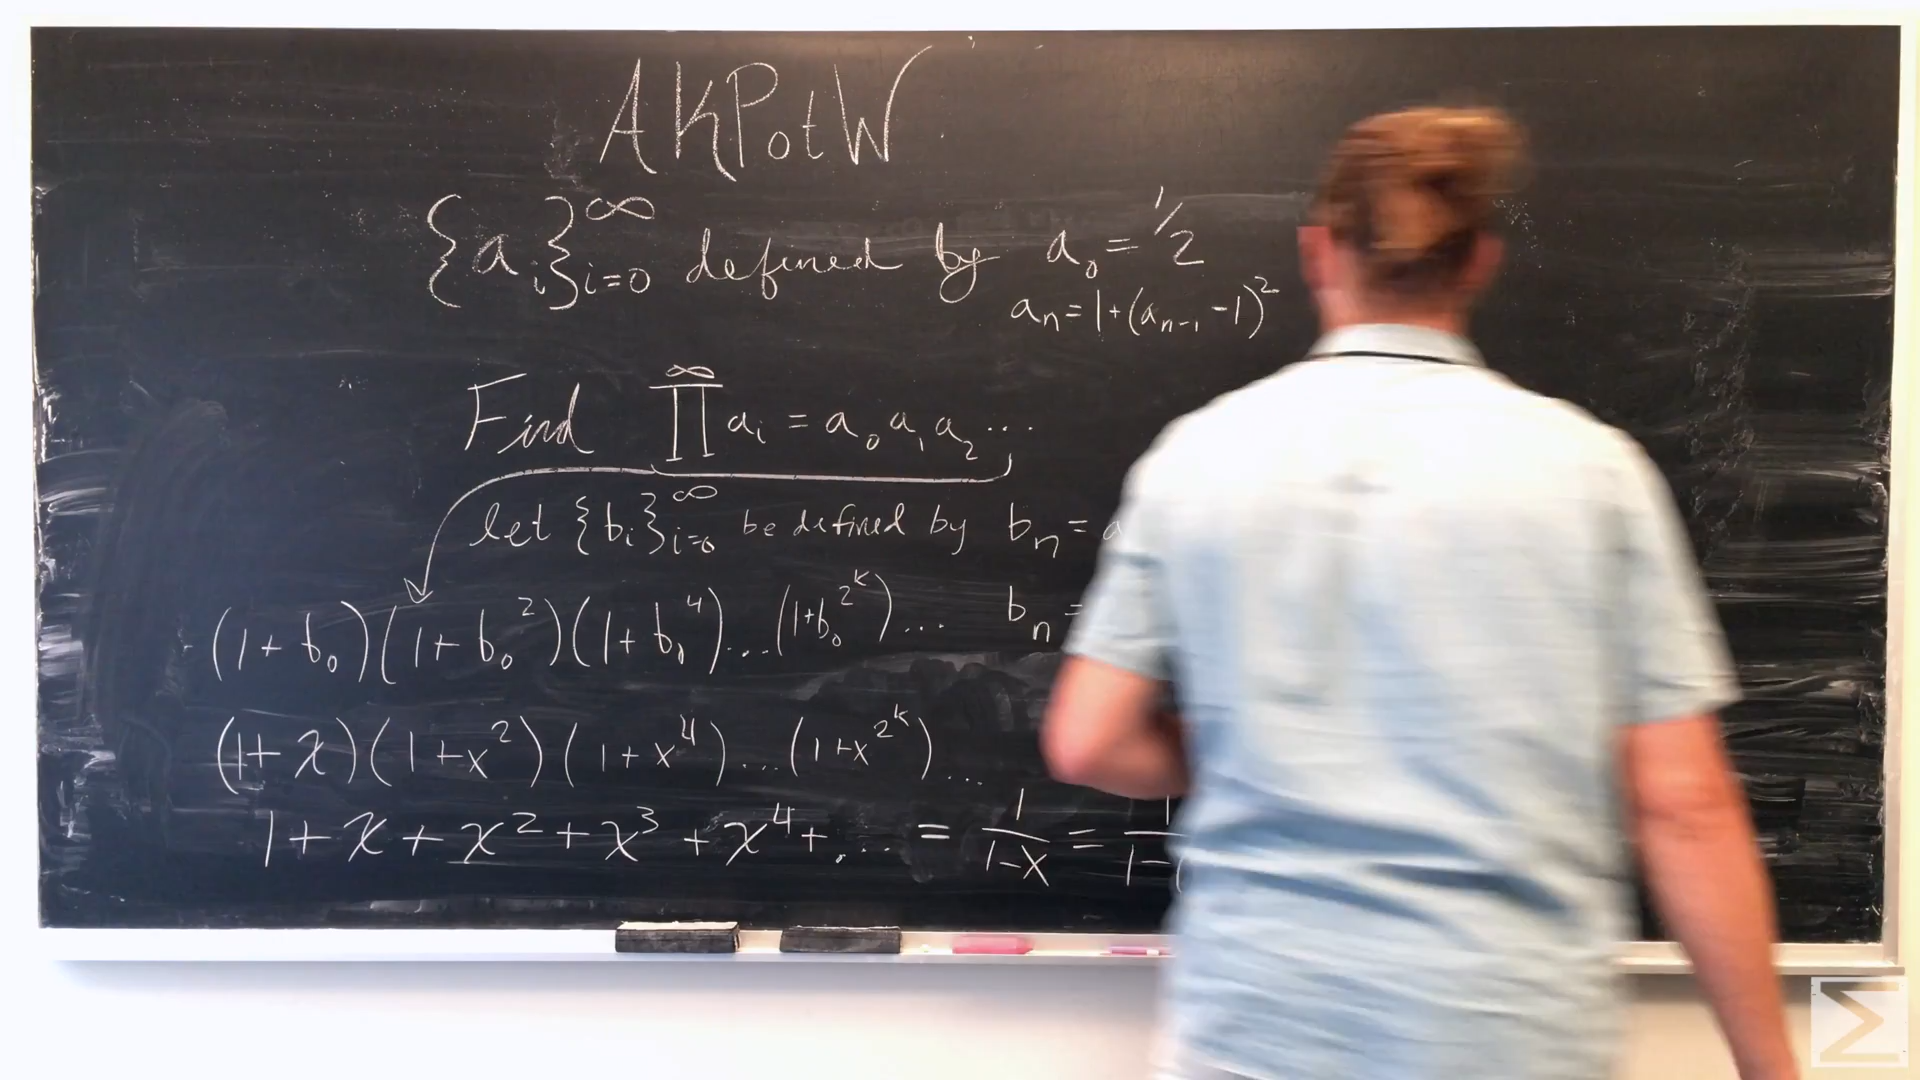 AKPotW
{a_i}_{i=0}^∞ defined by a_0 = 1/2
a_n = 1+(a_{n-1} -1)^2
Find ∏^∞ a_i = a_0 a_1 a_2 ...
let {b_i}_{i=0}^∞ be defined by b_n = a
(1+b_0)(1+b_0^2)(1+b_0^4)...(1+b_0^{2^k})... b_n =
(1+x)(1+x^2)(1+x^4)...(1+x^{2^k})...
1+x+x^2+x^3+x^4+... = 1/(1-x) = 1/(1-(
Σ